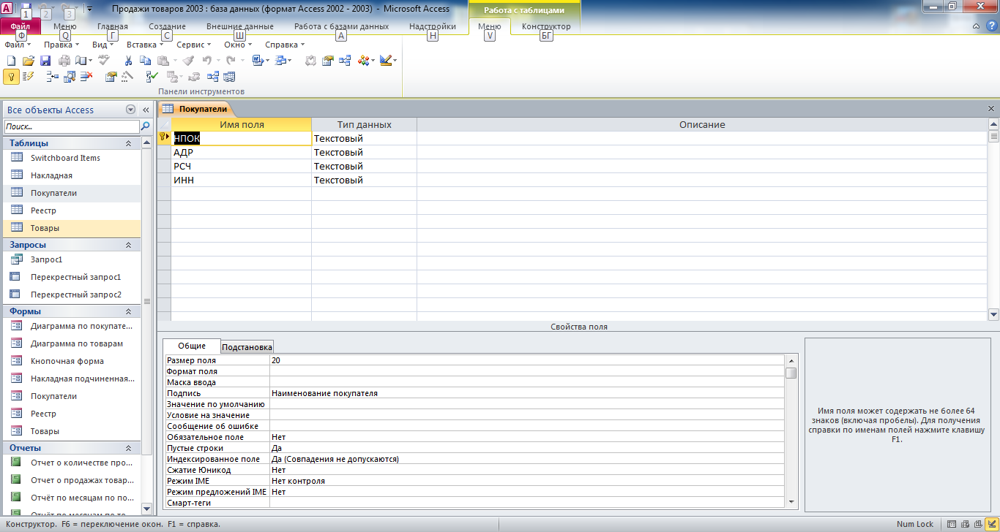 Продажи товаров 2003 : база данных (формат Access 2002 - 2003) - Microsoft Access
Работа с таблицами
1 2 3
Файл Меню Главная Создание Внешние данные Работа с базами данных Надстройки Меню Конструктор
Ф Q Г С Ш А Н V БГ
Файл Правка Вид Вставка Сервис Окно Справка
Панели инструментов
Все объекты Access
Поиск...
Таблицы
Switchboard Items
Накладная
Покупатели
Реестр
Товары
Запросы
Запрос1
Перекрестный запрос1
Перекрестный запрос2
Формы
Диаграмма по покупате...
Диаграмма по товарам
Кнопочная форма
Накладная подчиненная...
Покупатели
Реестр
Товары
Отчеты
Отчет о количестве про...
Отчет о продажах товар...
Отчёт по месяцам по по...
Отчёт по месяцам по то...
Покупатели
Имя поля Тип данных Описание
НПОК Текстовый
АДР Текстовый
РСЧ Текстовый
ИНН Текстовый
Свойства поля
Общие Подстановка
Размер поля 20
Формат поля
Маска ввода
Подпись Наименование покупателя
Значение по умолчанию
Условие на значение
Сообщение об ошибке
Обязательное поле Нет
Пустые строки Да
Индексированное поле Да (Совпадения не допускаются)
Сжатие Юникод Нет
Режим IME Нет контроля
Режим предложений IME Нет
Смарт-теги
Имя поля может содержать не более 64
знаков (включая пробелы). Для получения
справки по именам полей нажмите клавишу
F1.
Конструктор. F6 = переключение окон. F1 = справка.
Num Lock